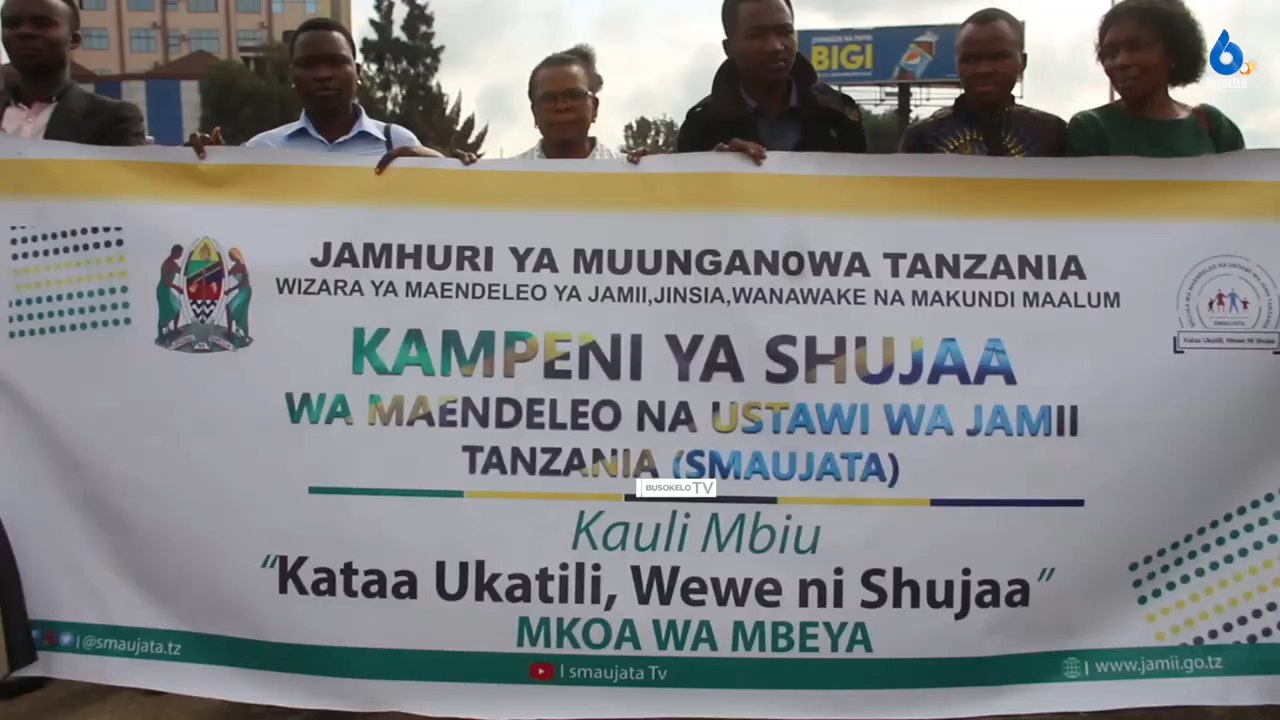 BIGI
BUSOKELO
JAMHURI YA MUUNGANOWA TANZANIA
WIZARA YA MAENDELEO YA JAMII,JINSIA,WANAWAKE NA MAKUNDI MAALUM
KAMPENI YA SHUJAA
WA MAENDELEO NA USTAWI WA JAMII
TANZANIA (SMAUJATA)
SMAUJATA
Kataa Ukatili, Wewe Ni Shujaa
BUSOKELO TV
Kauli Mbiu
“Kataa Ukatili, Wewe ni Shujaa”
MKOA WA MBEYA
| @smaujata.tz
| smaujata Tv
| www.jamii.go.tz